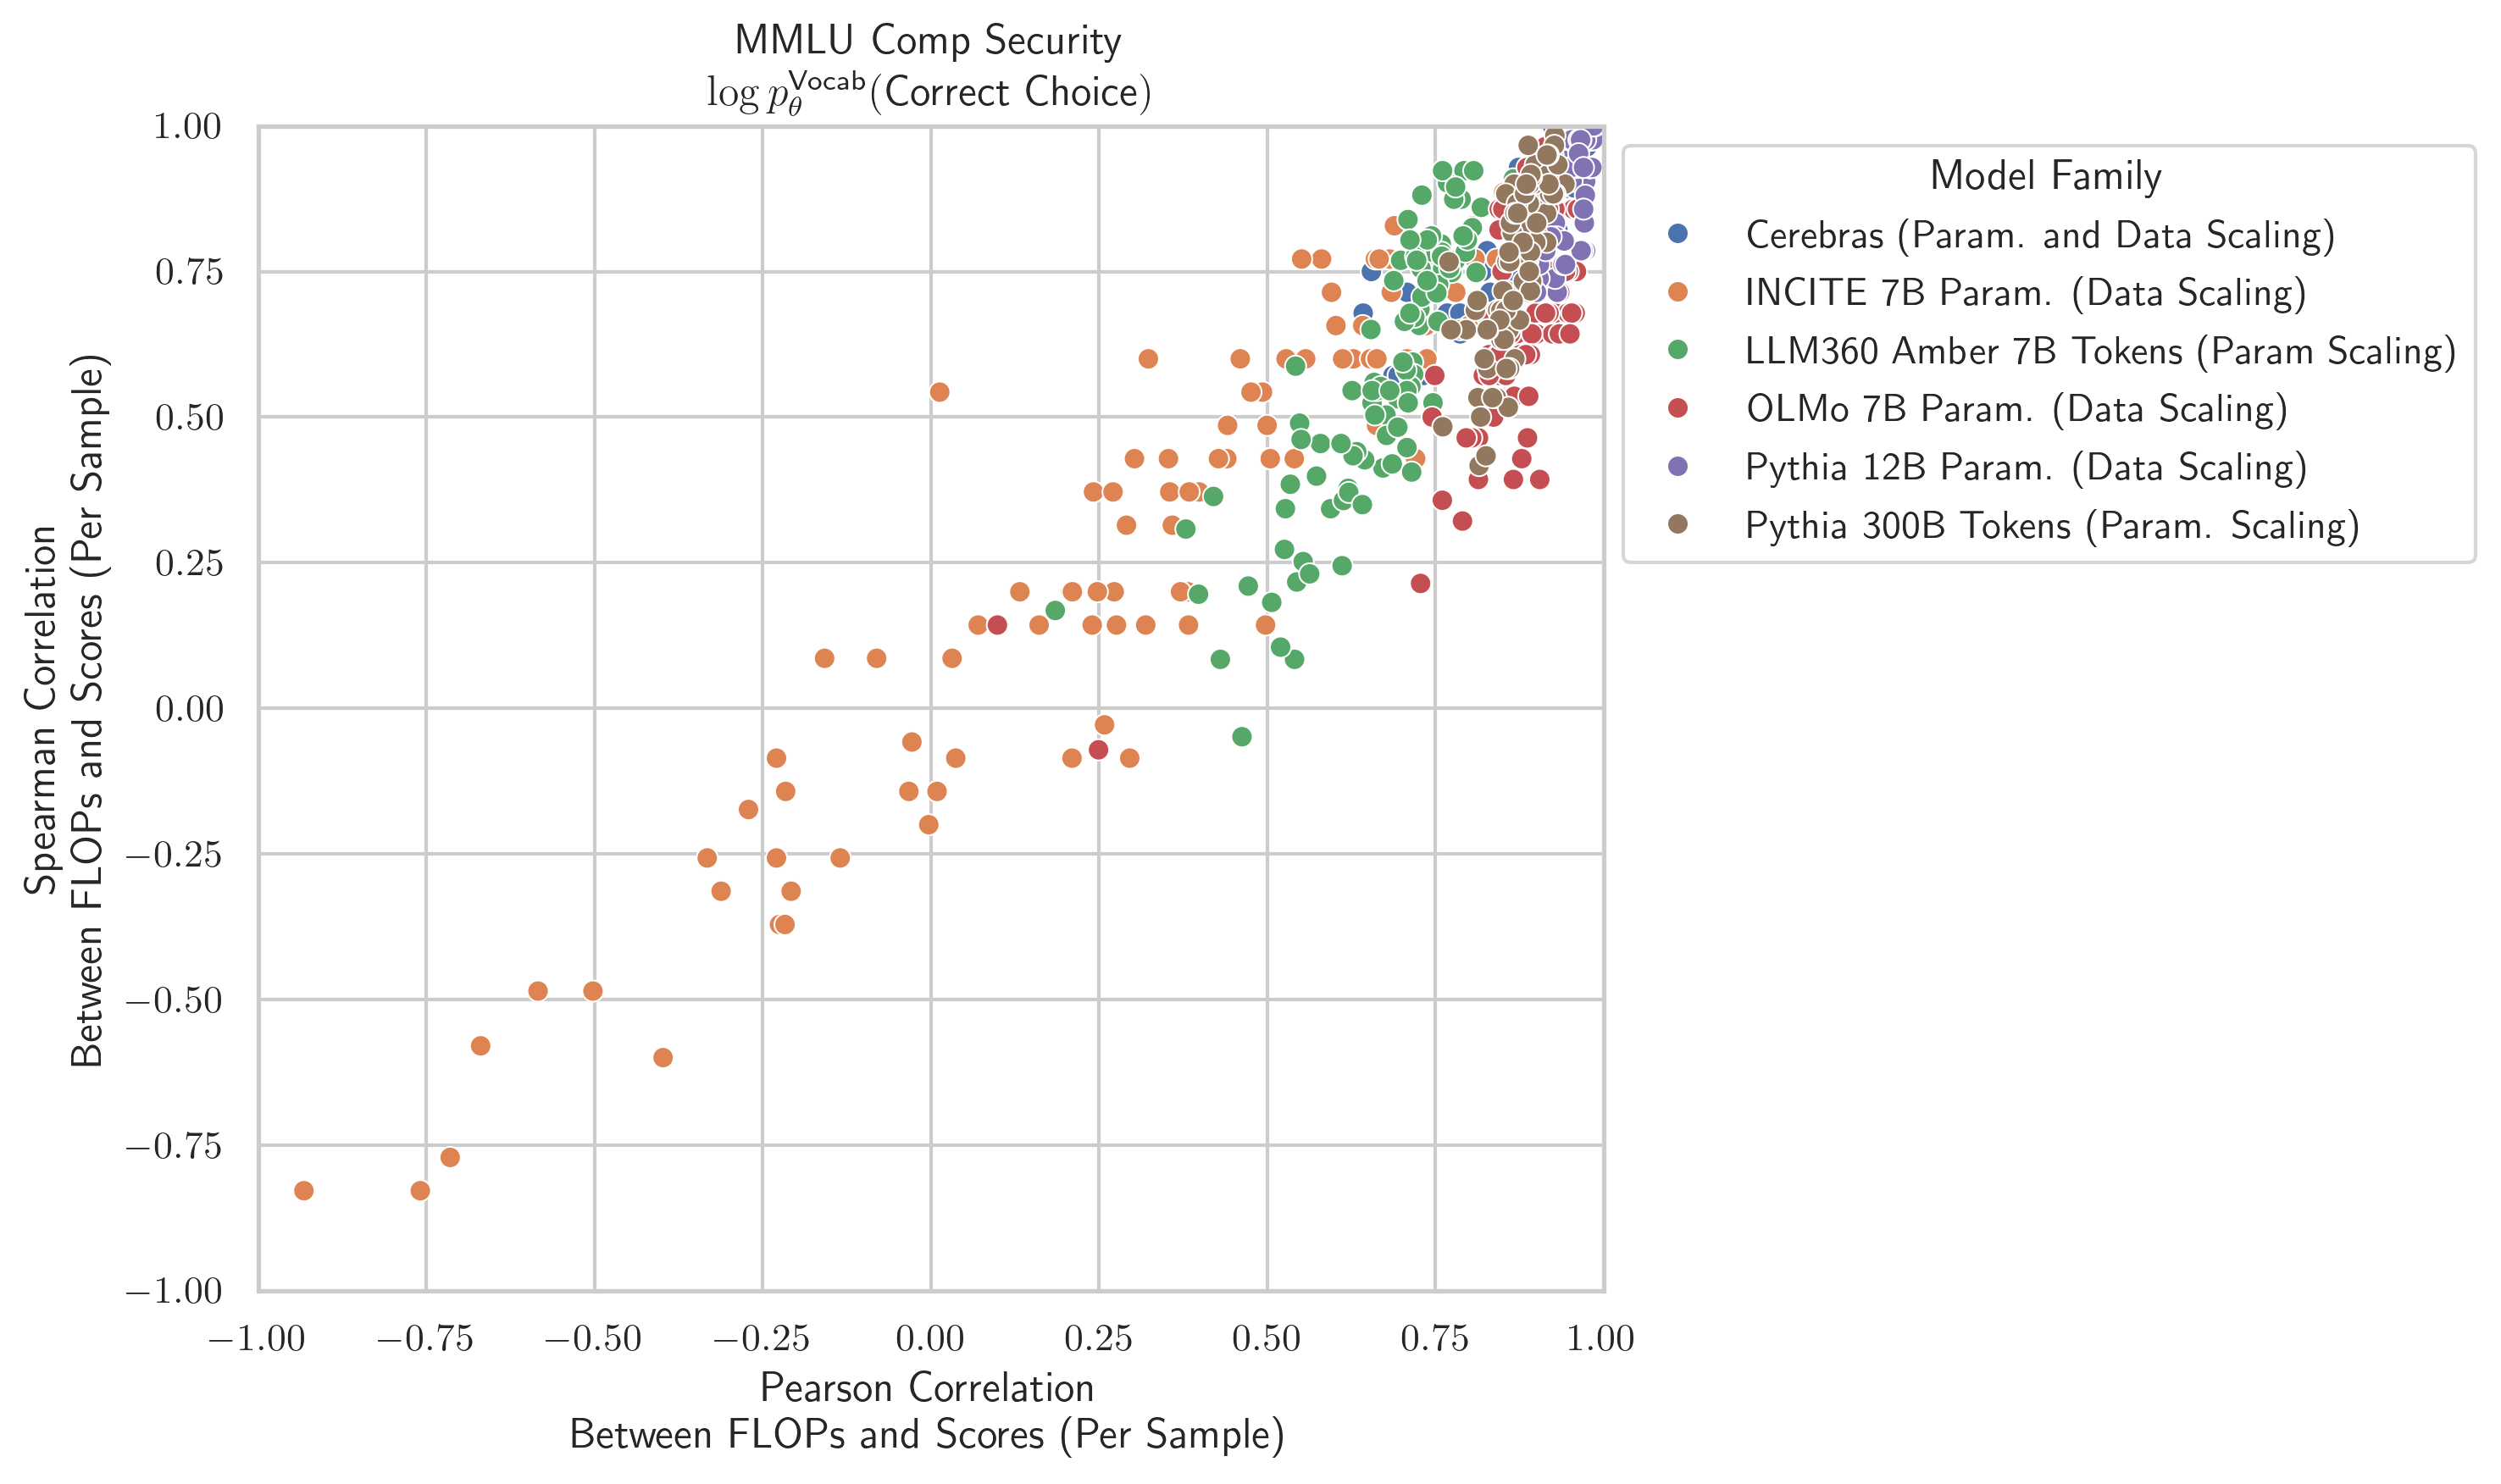 MMLU Comp Security
log p_θ^Vocab(Correct Choice)
Spearman Correlation
Between FLOPs and Scores (Per Sample)
1.00
0.75
0.50
0.25
0.00
−0.25
−0.50
−0.75
−1.00
−1.00
−0.75
−0.50
−0.25
0.00
0.25
0.50
0.75
1.00
Pearson Correlation
Between FLOPs and Scores (Per Sample)
Model Family
Cerebras (Param. and Data Scaling)
INCITE 7B Param. (Data Scaling)
LLM360 Amber 7B Tokens (Param Scaling)
OLMo 7B Param. (Data Scaling)
Pythia 12B Param. (Data Scaling)
Pythia 300B Tokens (Param. Scaling)